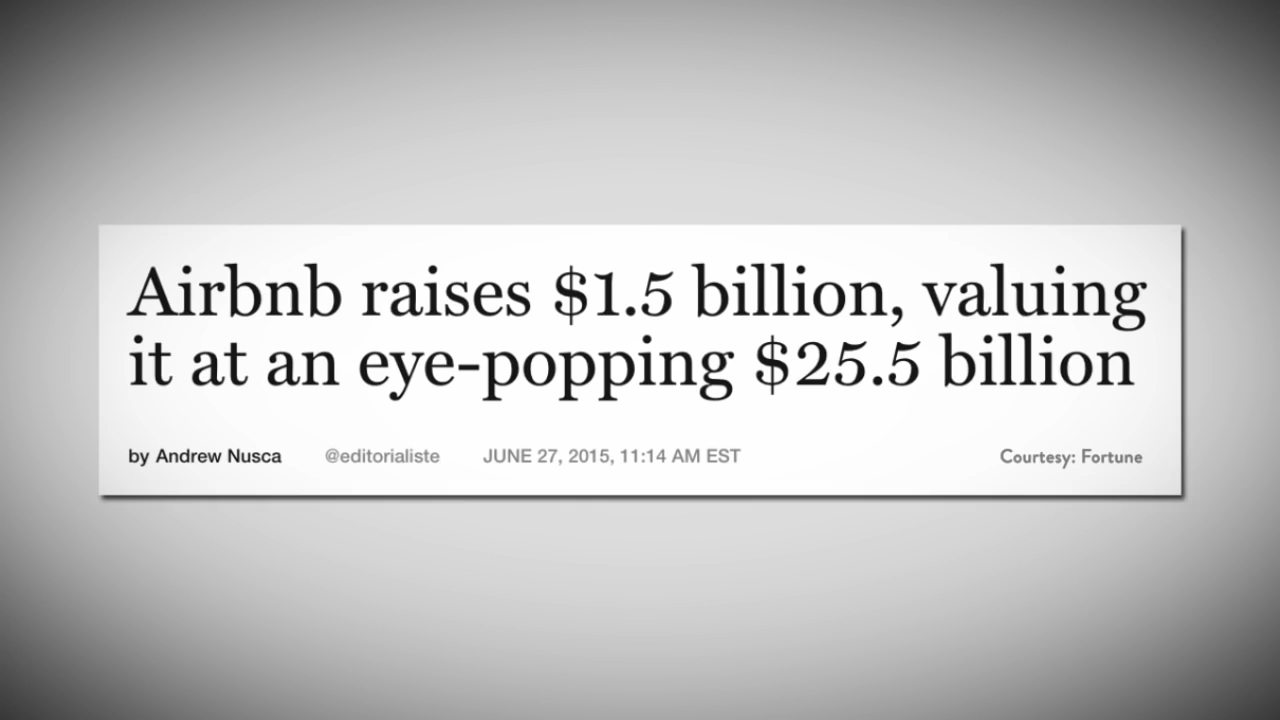 Airbnb raises $1.5 billion, valuing
it at an eye-popping $25.5 billion
by Andrew Nusca @editorialiste JUNE 27, 2015, 11:14 AM EST Courtesy: Fortune